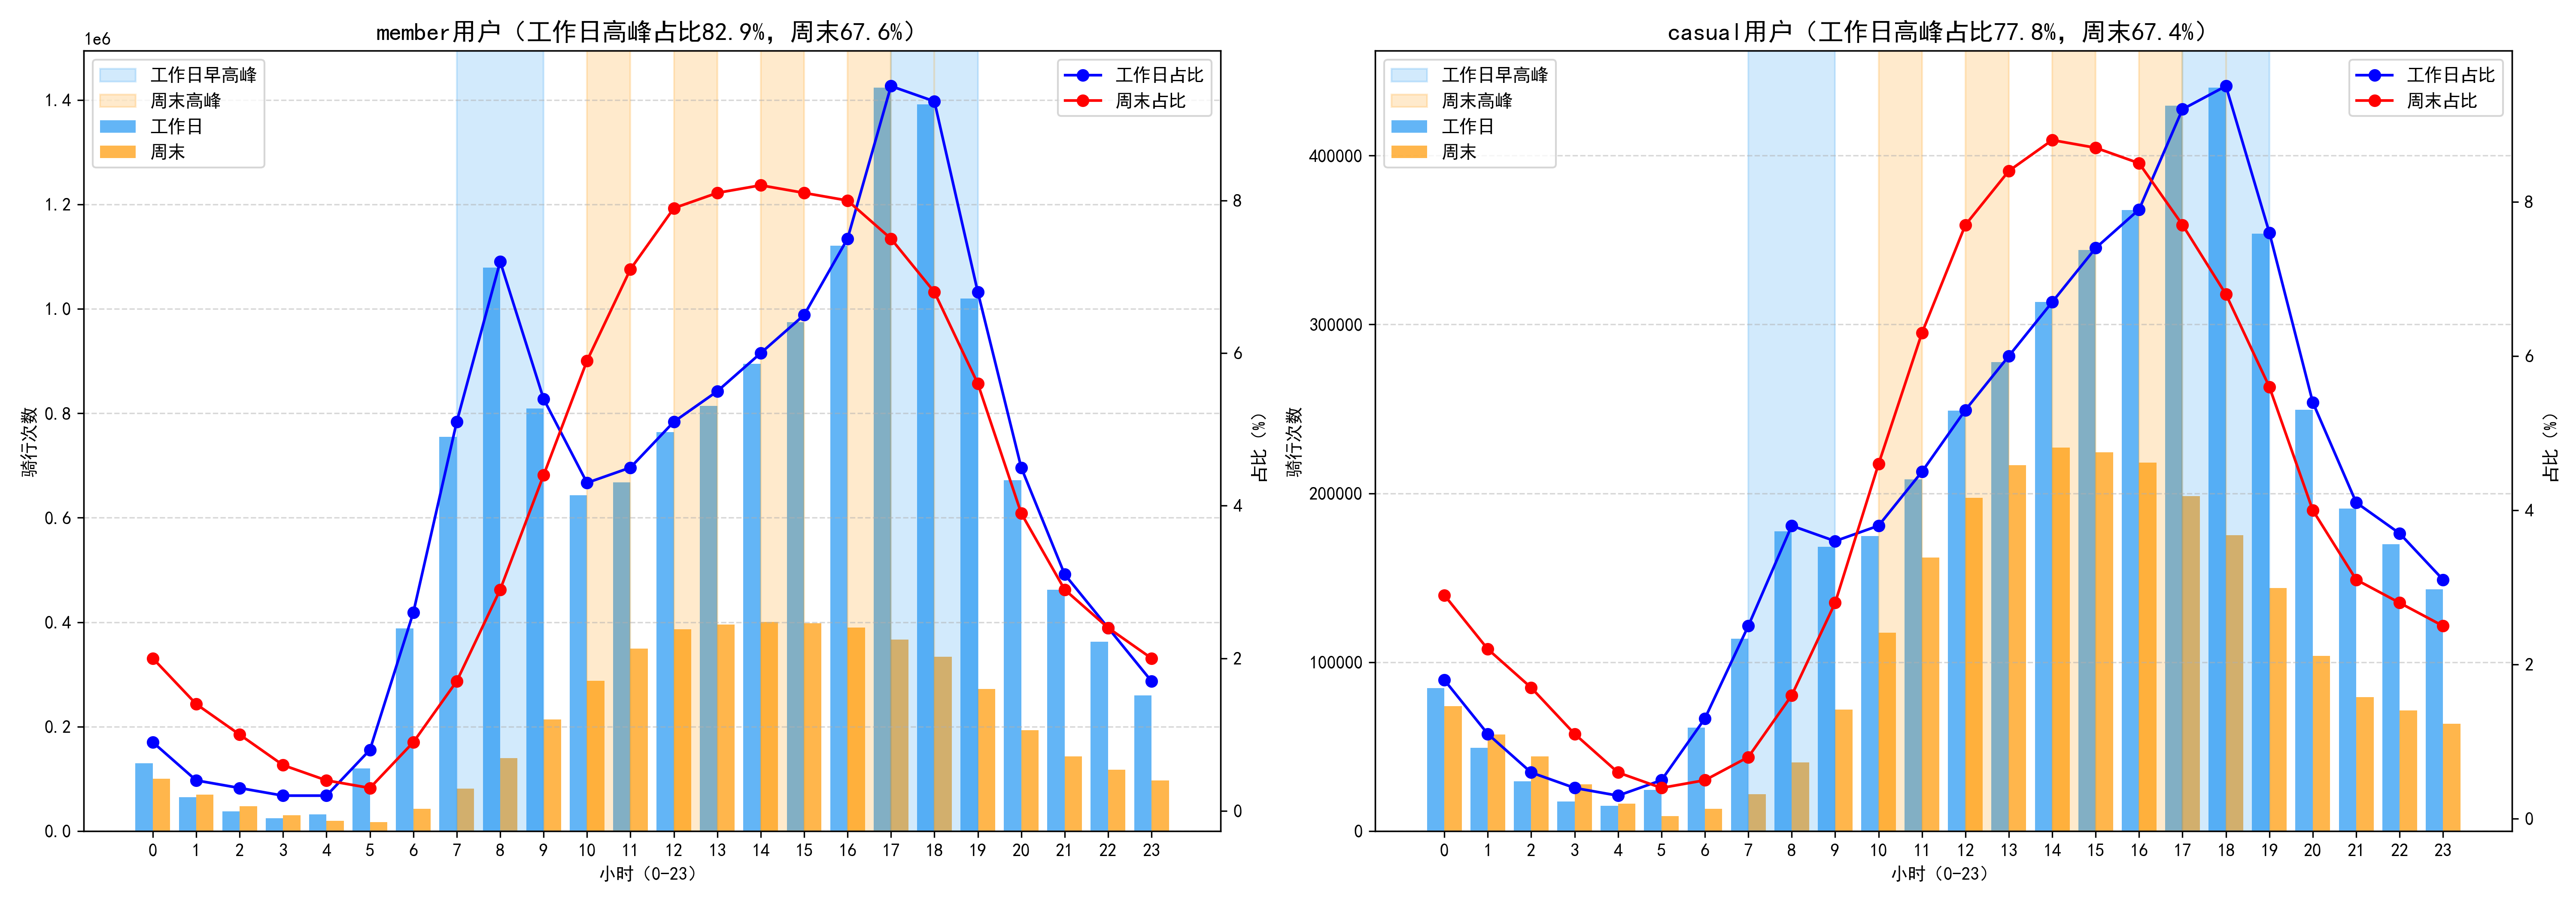 member用户（工作日高峰占比82.9%，周末67.6%）
1e6
工作日早高峰
周末高峰
工作日
周末
工作日占比
周末占比
1.4
1.2
1.0
0.8
0.6
0.4
0.2
0.0
骑行次数
8
6
4
2
0
占比（%）
0 1 2 3 4 5 6 7 8 9 10 11 12 13 14 15 16 17 18 19 20 21 22 23
小时（0-23）
casual用户（工作日高峰占比77.8%，周末67.4%）
工作日早高峰
周末高峰
工作日
周末
工作日占比
周末占比
400000
300000
200000
100000
0
骑行次数
8
6
4
2
0
占比（%）
0 1 2 3 4 5 6 7 8 9 10 11 12 13 14 15 16 17 18 19 20 21 22 23
小时（0-23）